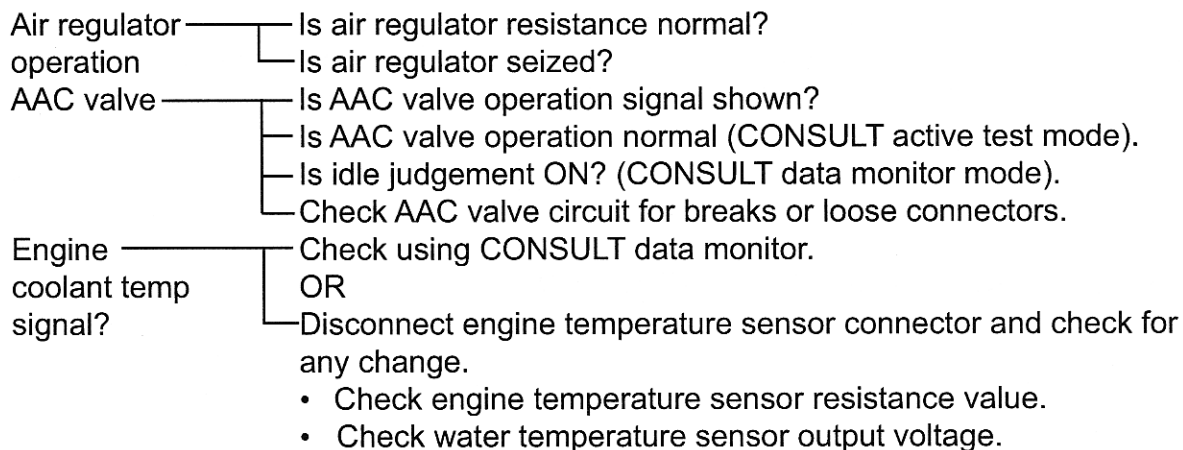 Air regulator Is air regulator resistance normal?
operation Is air regulator seized?
AAC valve Is AAC valve operation signal shown?
Is AAC valve operation normal (CONSULT active test mode).
Is idle judgement ON? (CONSULT data monitor mode).
Check AAC valve circuit for breaks or loose connectors.
Engine Check using CONSULT data monitor.
coolant temp OR
signal? Disconnect engine temperature sensor connector and check for
any change.
• Check engine temperature sensor resistance value.
• Check water temperature sensor output voltage.